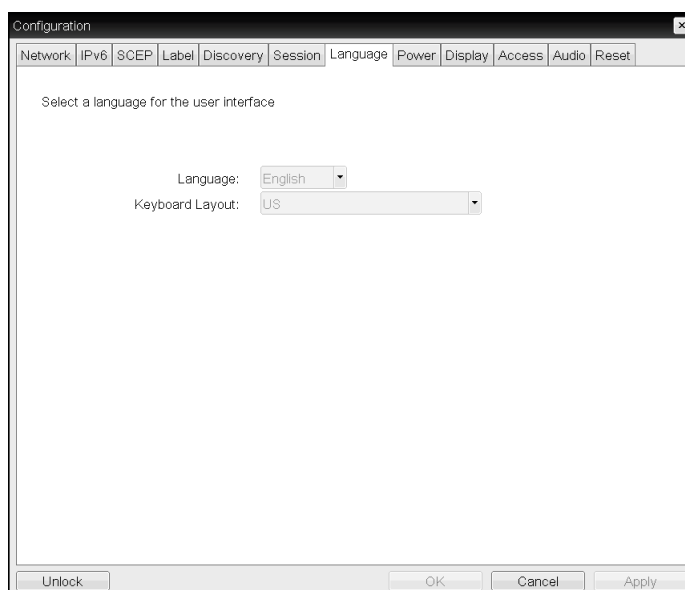 Configuration
Network IPv6 SCEP Label Discovery Session Language Power Display Access Audio Reset
Select a language for the user interface
Language: English
Keyboard Layout: US
Unlock OK Cancel Apply